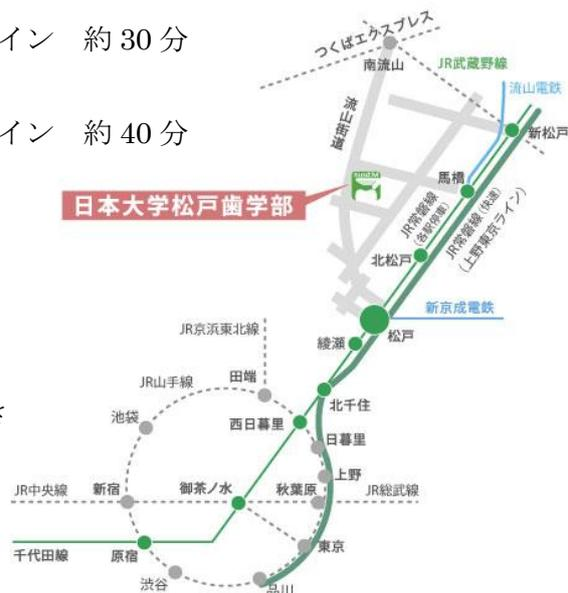 イン 約 30 分
イン 約 40 分
つくばエクスプレス
南流山
JR武蔵野線
流山電鉄
流山街道
新松戸
馬橋
日本大学松戸歯学部
JR常磐線
(各駅停車)
JR常磐線(快速)
(上野東京ライン)
北松戸
新京成電鉄
松戸
綾瀬
JR京浜東北線
田端
JR山手線
北千住
池袋
西日暮里
日暮里
上野
JR中央線
新宿
御茶ノ水
秋葉原
JR総武線
千代田線
原宿
東京
渋谷
品川